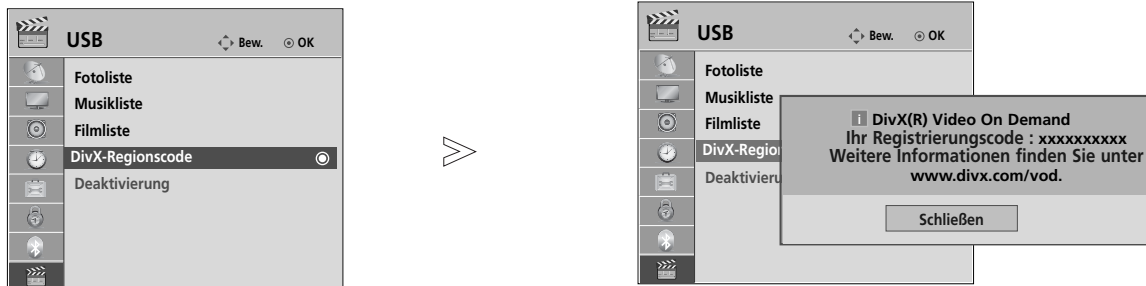 USB
Bew.
OK
Fotoliste
Musikliste
Filmliste
DivX-Regionscode
Deaktivierung
USB
Bew.
OK
Fotoliste
Musikliste
Filmliste
DivX-Region
Deaktivieru
i DivX(R) Video On Demand
Ihr Registrierungscode : xxxxxxxxxx
Weitere Informationen finden Sie unter
www.divx.com/vod.
Schließen